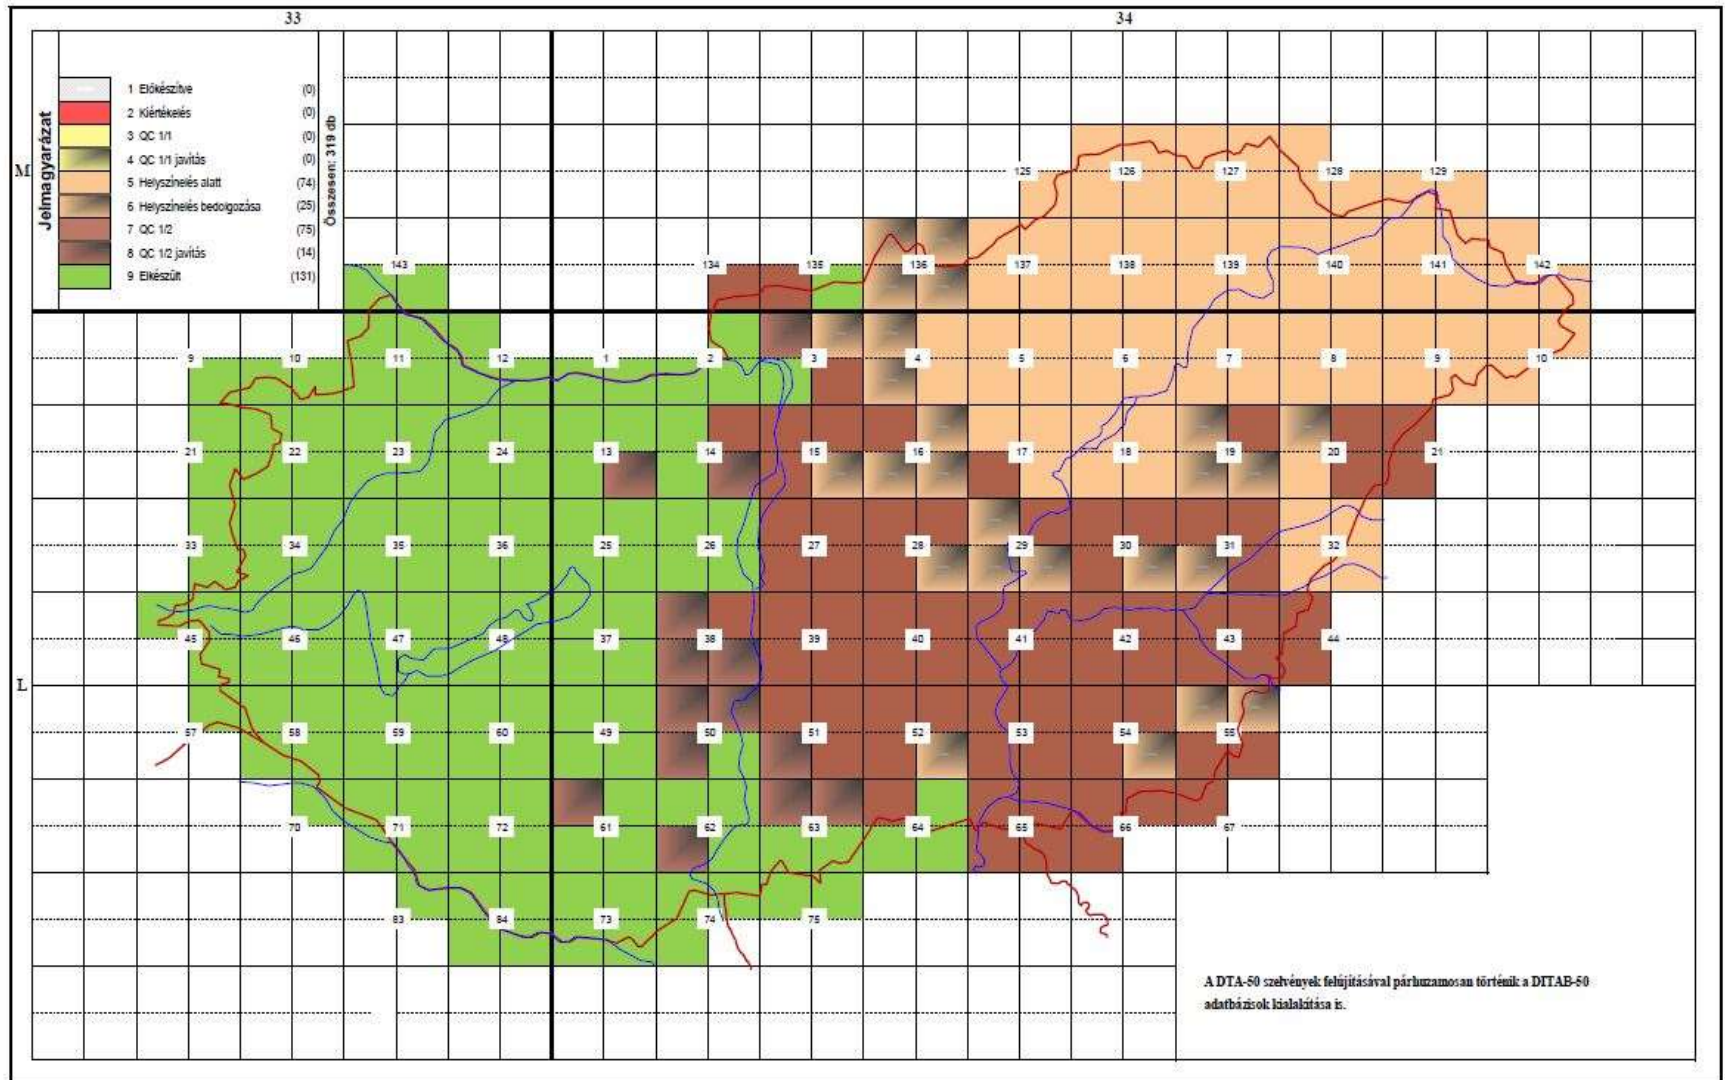 33 34
Jelmagyarázat
1 Előkészítve (0)
2 Kiértékelés (0)
3 QC 1/1 (0)
4 QC 1/1 javítás (0)
5 Helyszínelés alatt (74)
6 Helyszínelés bedolgozása (25)
7 QC 1/2 (75)
8 QC 1/2 javítás (14)
9 Elkészült (131)
Összesen: 319 db
M
125 126 127 128 129
143 134 135 136 137 138 139 140 141 142
9 10 11 12 1 2 3 4 5 6 7 8 9 10
21 22 23 24 13 14 15 16 17 18 19 20 21
33 34 35 36 25 26 27 28 29 30 31 32
45 46 47 48 37 38 39 40 41 42 43 44
L
57 58 59 60 49 50 51 52 53 54 55
70 71 72 61 62 63 64 65 66 67
83 84 73 74 75
A DTA-50 szelvények felújításával párhuzamosan történik a DITAB-50
adatbázisok kialakítása is.